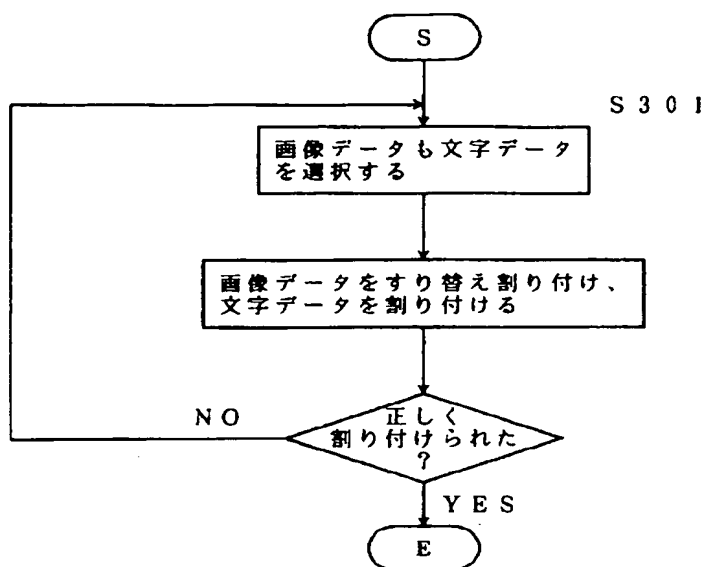 S
S301
画像データも文字データ
を選択する
画像データをすり替え割り付け、
文字データを割り付ける
NO
正しく
割り付けられた
?
YES
E